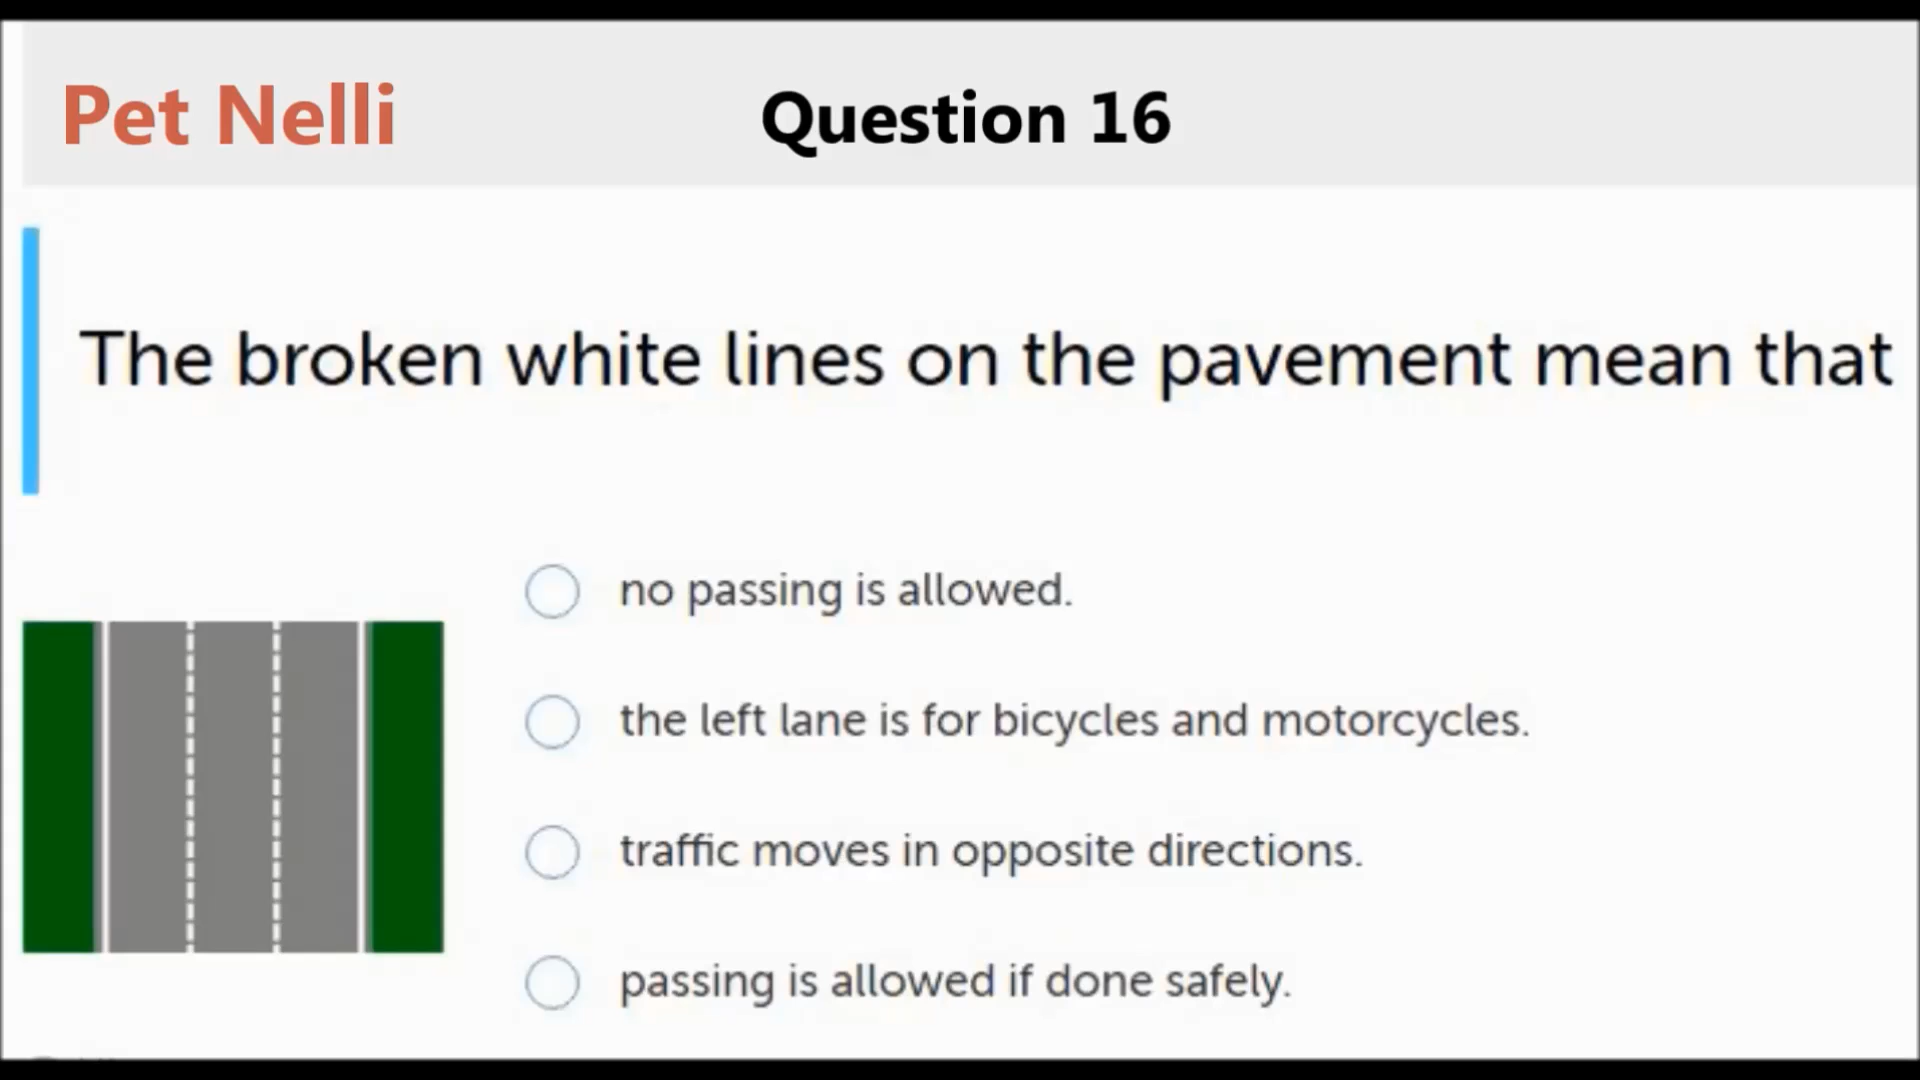 Pet Nelli
Question 16
The broken white lines on the pavement mean that
no passing is allowed.
the left lane is for bicycles and motorcycles.
traffic moves in opposite directions.
passing is allowed if done safely.